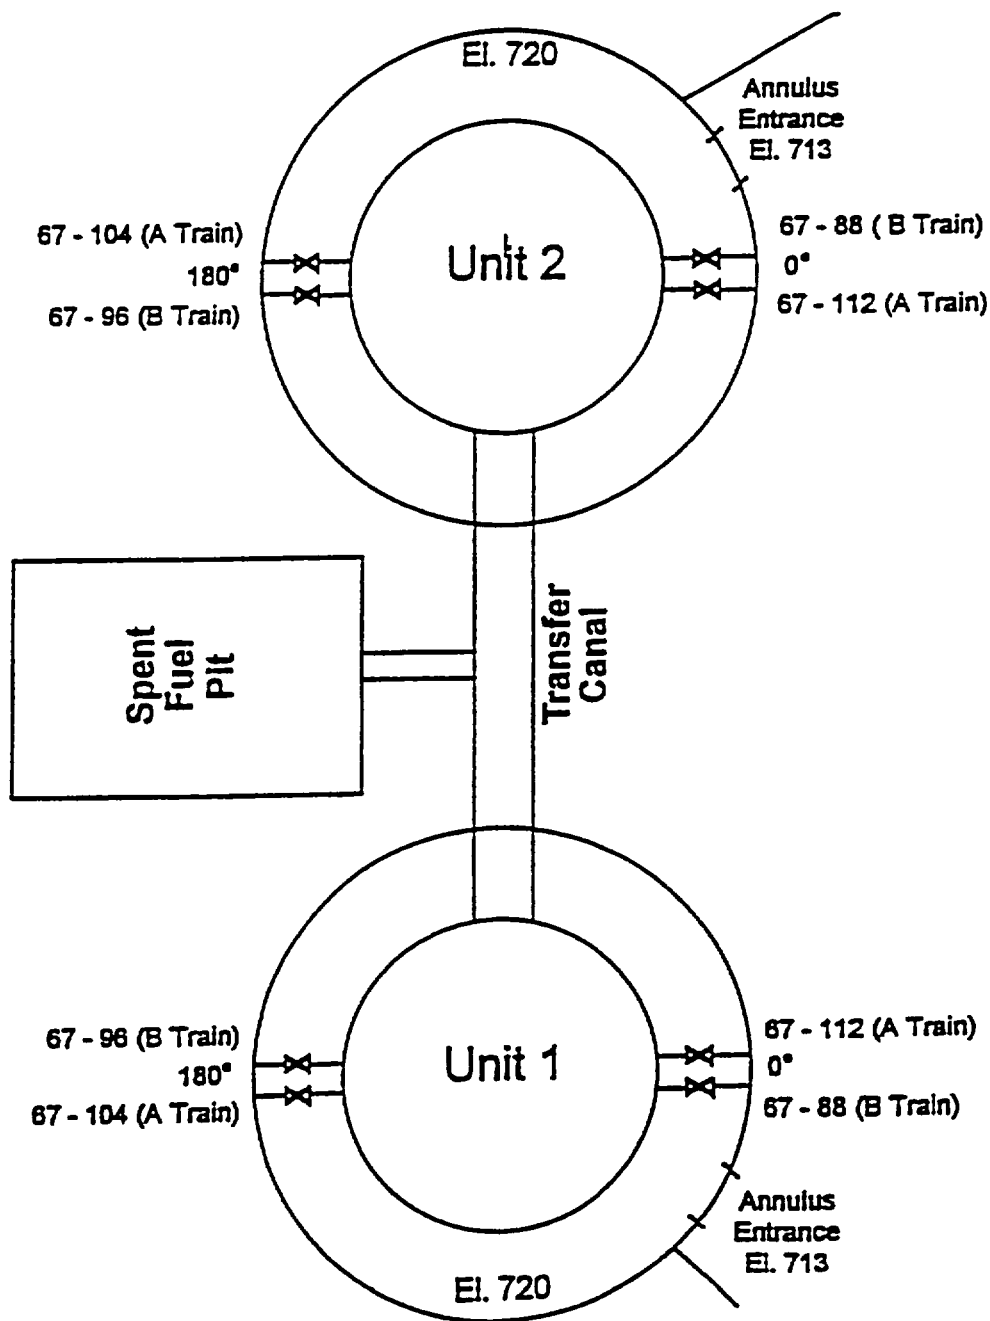 El. 720
Annulus
Entrance
El. 713
67 - 104 (A Train)
180°
67 - 96 (B Train)
Unit 2
67 - 88 ( B Train)
0°
67 - 112 (A Train)
Spent
Fuel
Pit
Transfer
Canal
67 - 96 (B Train)
180°
67 - 104 (A Train)
Unit 1
67 - 112 (A Train)
0°
67 - 88 (B Train)
Annulus
Entrance
El. 713
El. 720